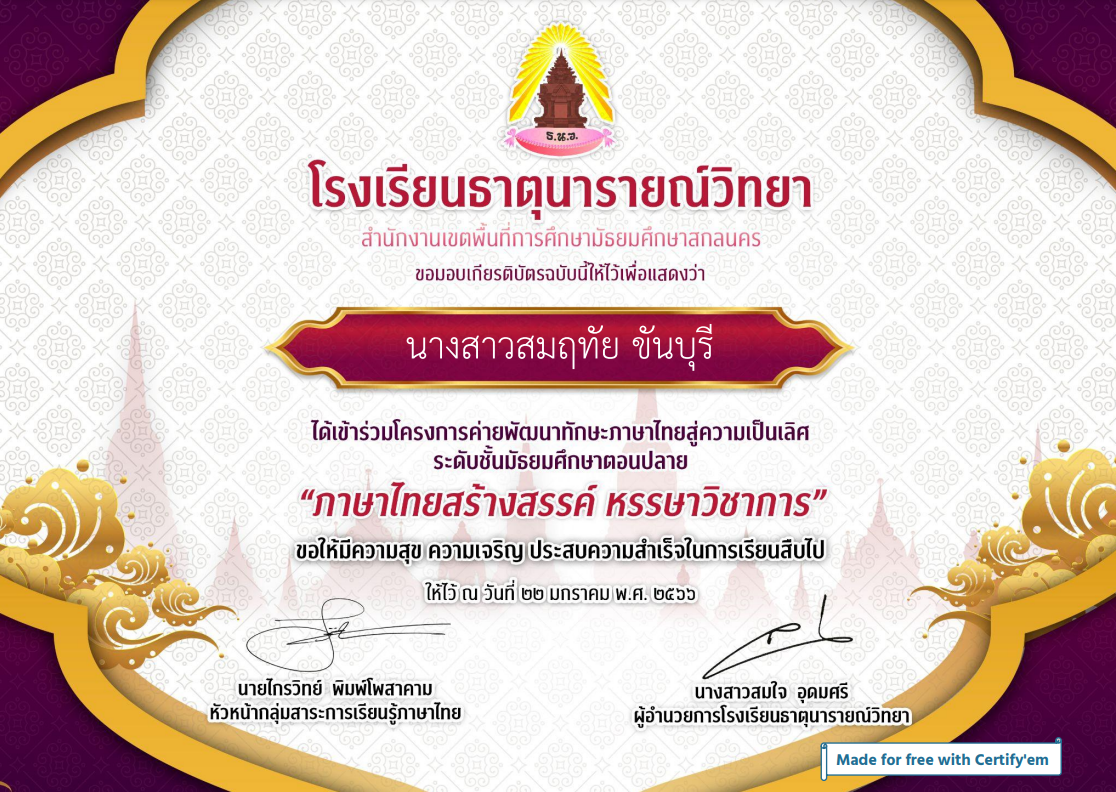 ธ.น.ว.
โรงเรียนธาตุนารายณ์วิทยา
สำนักงานเขตพื้นที่การศึกษามัธยมศึกษาสกลนคร
ขอมอบเกียรติบัตรฉบับนี้ให้ไว้เพื่อแสดงว่า
นางสาวสมฤทัย ขันบุรี
ได้เข้าร่วมโครงการค่ายพัฒนาทักษะภาษาไทยสู่ความเป็นเลิศ
ระดับชั้นมัธยมศึกษาตอนปลาย
“ภาษาไทยสร้างสรรค์ หรรษาวิชาการ”
ขอให้มีความสุข ความเจริญ ประสบความสำเร็จในการเรียนสืบไป
ให้ไว้ ณ วันที่ ๒๒ มกราคม พ.ศ. ๒๕๖๖
นายไกรวิทย์ พิมพ์โพสาคาม
หัวหน้ากลุ่มสาระการเรียนรู้ภาษาไทย
นางสาวสมใจ อุดมศรี
ผู้อำนวยการโรงเรียนธาตุนารายณ์วิทยา
Made for free with Certify'em